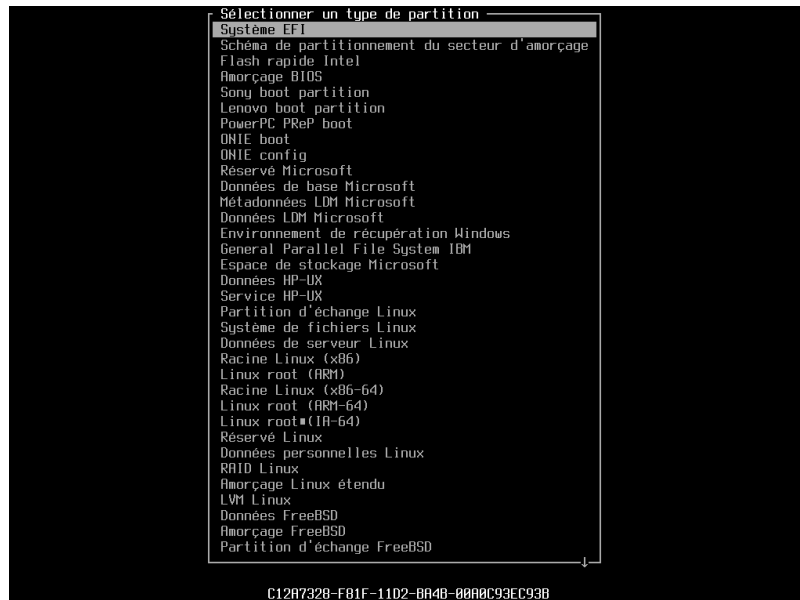 Sélectionner un type de partition
Système EFI
Schéma de partitionnement du secteur d'amorçage
Flash rapide Intel
Amorçage BIOS
Sony boot partition
Lenovo boot partition
PowerPC PReP boot
ONIE boot
ONIE config
Réservé Microsoft
Données de base Microsoft
Métadonnées LDM Microsoft
Données LDM Microsoft
Environnement de récupération Windows
General Parallel File System IBM
Espace de stockage Microsoft
Données HP-UX
Service HP-UX
Partition d'échange Linux
Système de fichiers Linux
Données de serveur Linux
Racine Linux (x86)
Linux root (ARM)
Racine Linux (x86-64)
Linux root (ARM-64)
Linux root▪(IA-64)
Réservé Linux
Données personnelles Linux
RAID Linux
Amorçage Linux étendu
LVM Linux
Données FreeBSD
Amorçage FreeBSD
Partition d'échange FreeBSD
↓
C12A7328-F81F-11D2-BA4B-00A0C93EC93B